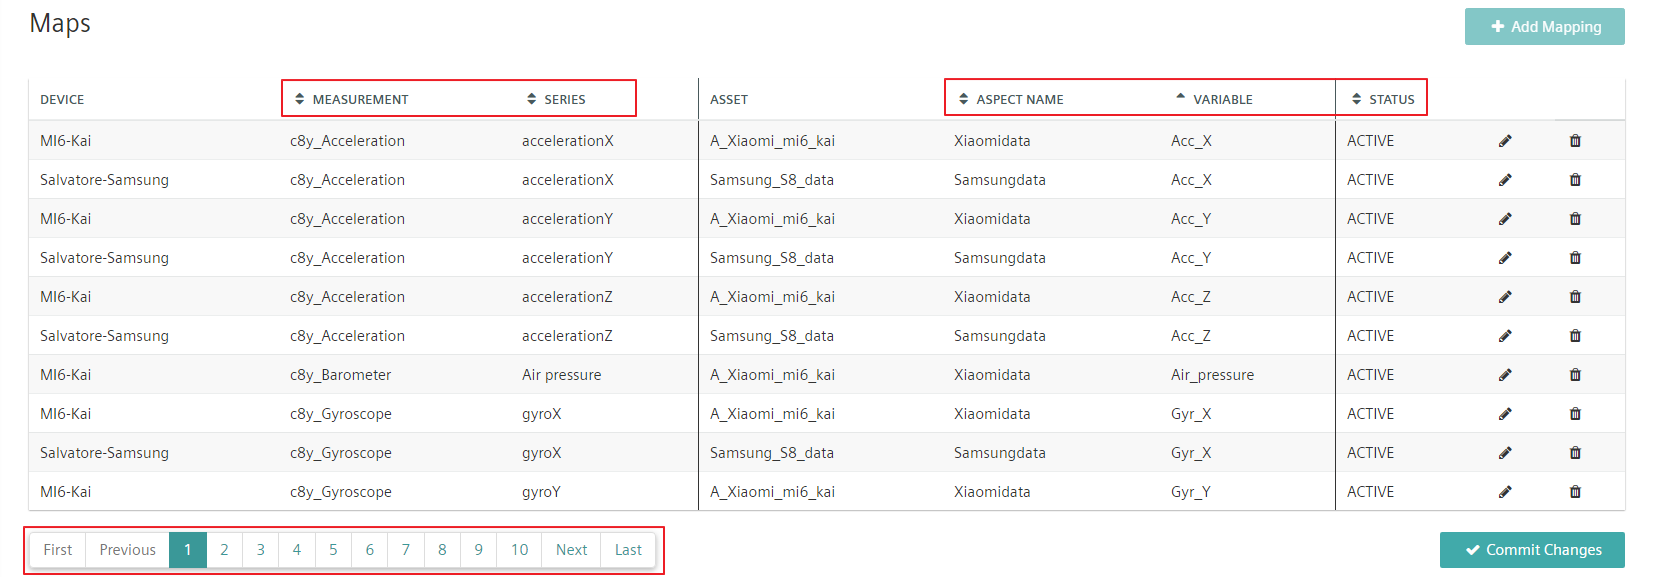 Maps
Add Mapping
DEVICE MEASUREMENT SERIES ASSET ASPECT NAME VARIABLE STATUS
MI6-Kai c8y_Acceleration accelerationX A_Xiaomi_mi6_kai Xiaomidata Acc_X ACTIVE
Salvatore-Samsung c8y_Acceleration accelerationX Samsung_S8_data Samsungdata Acc_X ACTIVE
MI6-Kai c8y_Acceleration accelerationY A_Xiaomi_mi6_kai Xiaomidata Acc_Y ACTIVE
Salvatore-Samsung c8y_Acceleration accelerationY Samsung_S8_data Samsungdata Acc_Y ACTIVE
MI6-Kai c8y_Acceleration accelerationZ A_Xiaomi_mi6_kai Xiaomidata Acc_Z ACTIVE
Salvatore-Samsung c8y_Acceleration accelerationZ Samsung_S8_data Samsungdata Acc_Z ACTIVE
MI6-Kai c8y_Barometer Air pressure A_Xiaomi_mi6_kai Xiaomidata Air_pressure ACTIVE
MI6-Kai c8y_Gyroscope gyroX A_Xiaomi_mi6_kai Xiaomidata Gyr_X ACTIVE
Salvatore-Samsung c8y_Gyroscope gyroX Samsung_S8_data Samsungdata Gyr_X ACTIVE
MI6-Kai c8y_Gyroscope gyroY A_Xiaomi_mi6_kai Xiaomidata Gyr_Y ACTIVE
First Previous 1 2 3 4 5 6 7 8 9 10 Next Last
Commit Changes